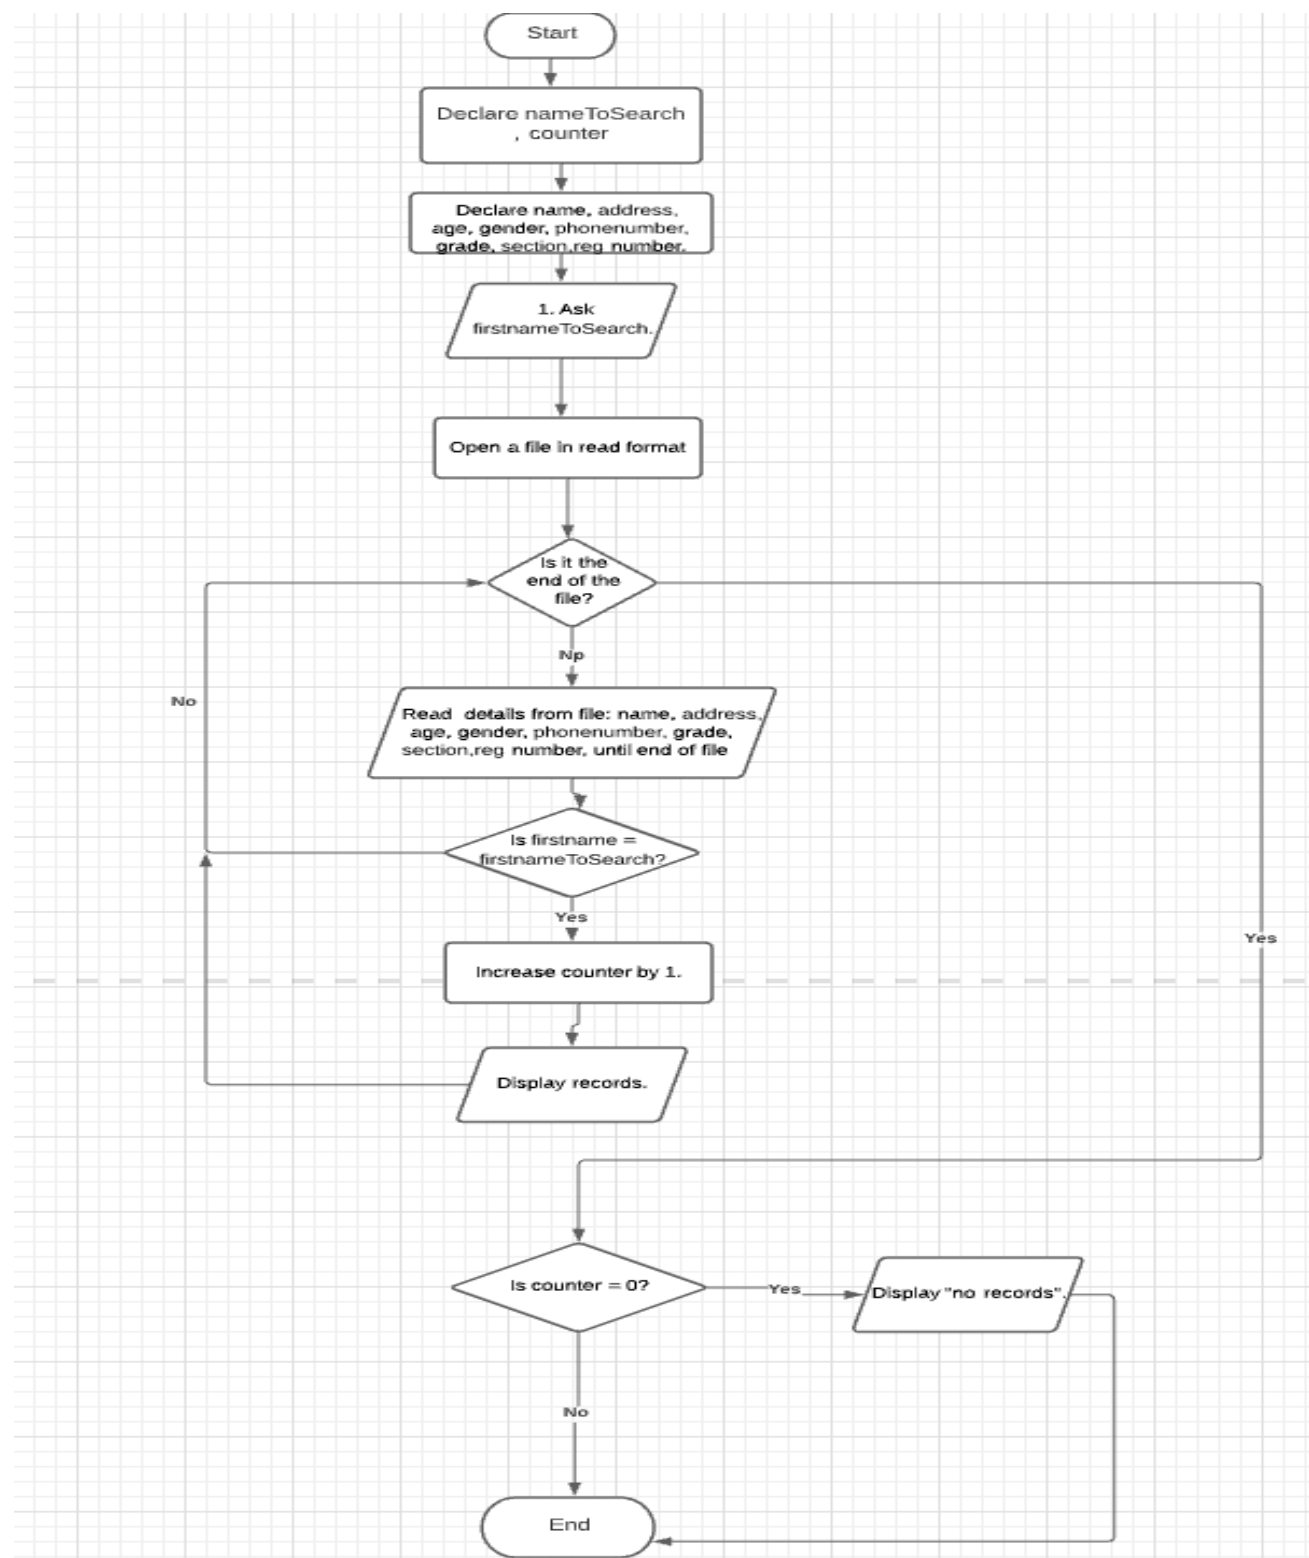 Start
Declare nameToSearch
, counter
Declare name, address,
age, gender, phonenumber,
grade, section,reg number.
1. Ask
firstnameToSearch.
Open a file in read format
Is it the
end of the
file?
Np
No
Read details from file: name, address,
age, gender, phonenumber, grade,
section,reg number, until end of file
Is firstname =
firstnameToSearch?
Yes
Yes
Increase counter by 1.
Display records.
Is counter = 0?
Yes
Display "no records".
No
End